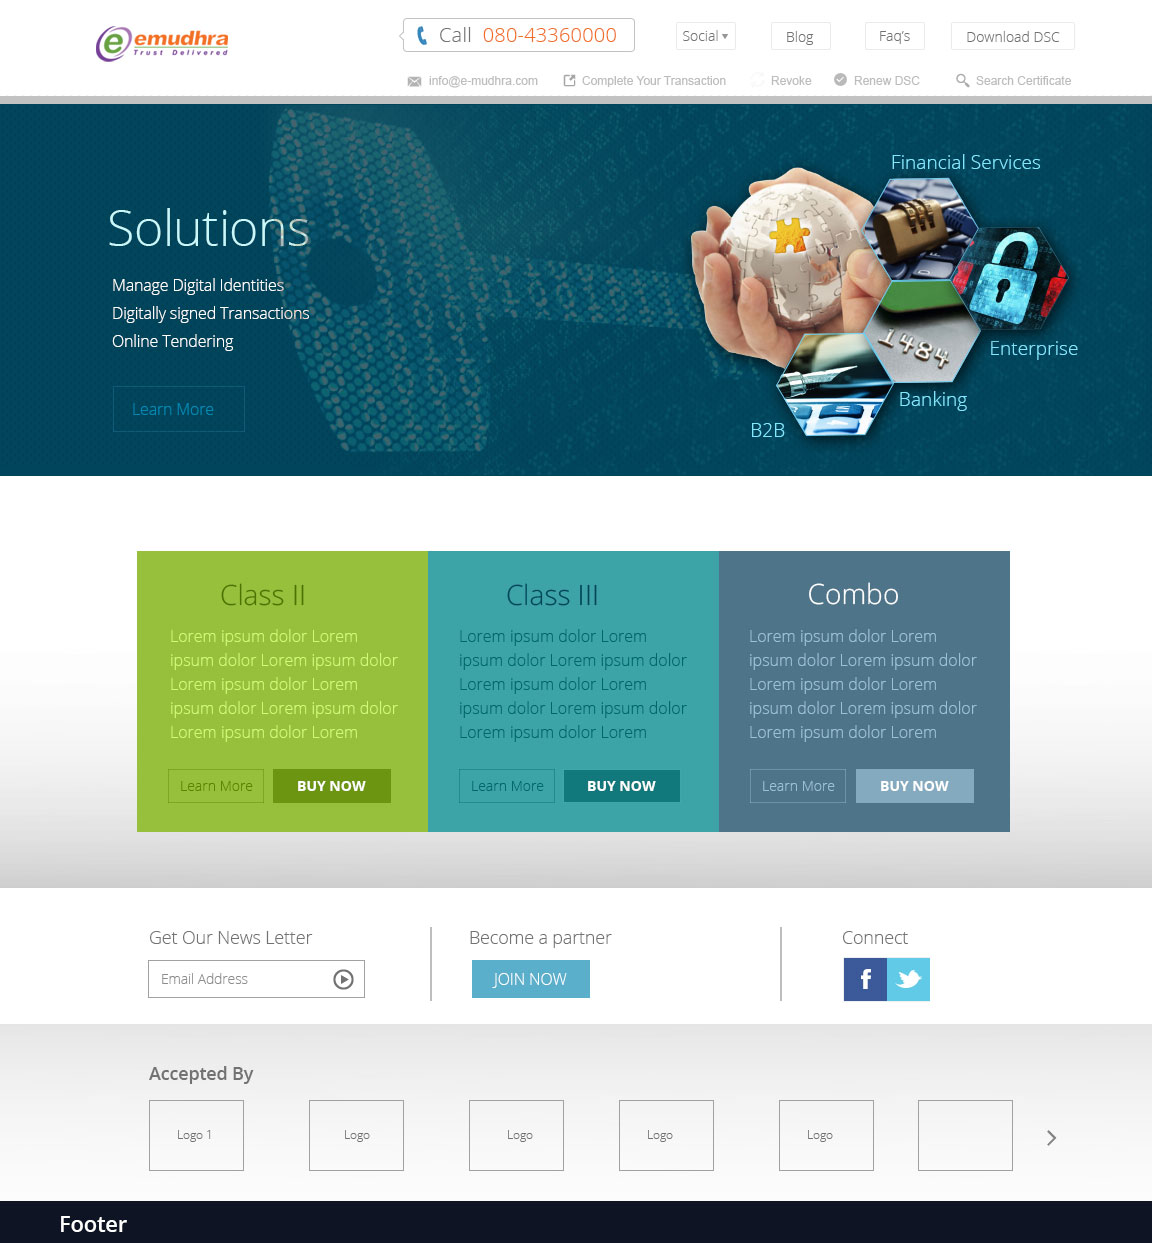 emudhra
Trust Delivered
Call 080-43360000
Social
Blog
Faq's
Download DSC
info@e-mudhra.com
Complete Your Transaction
Revoke
Renew DSC
Search Certificate
Solutions
Manage Digital Identities
Digitally signed Transactions
Online Tendering
Learn More
Financial Services
1484
Enterprise
Banking
B2B
Class II
Lorem ipsum dolor Lorem
ipsum dolor Lorem ipsum dolor
Lorem ipsum dolor Lorem
ipsum dolor Lorem ipsum dolor
Lorem ipsum dolor Lorem
Learn More
BUY NOW
Class III
Lorem ipsum dolor Lorem
ipsum dolor Lorem ipsum dolor
Lorem ipsum dolor Lorem
ipsum dolor Lorem ipsum dolor
Lorem ipsum dolor Lorem
Learn More
BUY NOW
Combo
Lorem ipsum dolor Lorem
ipsum dolor Lorem ipsum dolor
Lorem ipsum dolor Lorem
ipsum dolor Lorem ipsum dolor
Lorem ipsum dolor Lorem
Learn More
BUY NOW
Get Our News Letter
Email Address
Become a partner
JOIN NOW
Connect
Accepted By
Logo 1
Logo
Logo
Logo
Logo
Footer